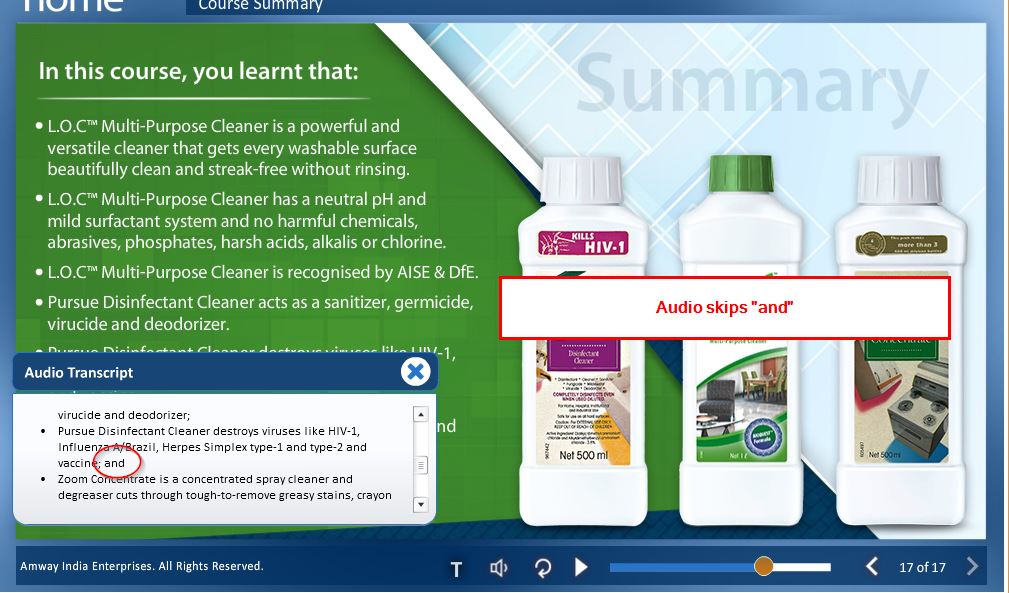 home
Course Summary
In this course, you learnt that:
Summary
• L.O.C™ Multi-Purpose Cleaner is a powerful and
versatile cleaner that gets every washable surface
beautifully clean and streak-free without rinsing.
• L.O.C™ Multi-Purpose Cleaner has a neutral pH and
mild surfactant system and no harmful chemicals,
abrasives, phosphates, harsh acids, alkalis or chlorine.
• L.O.C™ Multi-Purpose Cleaner is recognised by AISE & DfE.
• Pursue Disinfectant Cleaner acts as a sanitizer, germicide,
virucide and deodorizer.
• Pursue Disinfectant Cleaner destroys viruses like HIV-1,
and
KILLS
HIV-1
more than 3
Audio skips "and"
Disinfectant
Cleaner
COMPLETELY DISINFECTS EVEN
WHEN USED DILUTED.
Net 500 ml
Multi-Purpose Cleaner
Net 1 ℓ
Concentrate
Net 500 ml
Audio Transcript
virucide and deodorizer;
• Pursue Disinfectant Cleaner destroys viruses like HIV-1,
Influenza A/Brazil, Herpes Simplex type-1 and type-2 and
vaccine; and
• Zoom Concentrate is a concentrated spray cleaner and
degreaser cuts through tough-to-remove greasy stains, crayon
Amway India Enterprises. All Rights Reserved.
T
17 of 17